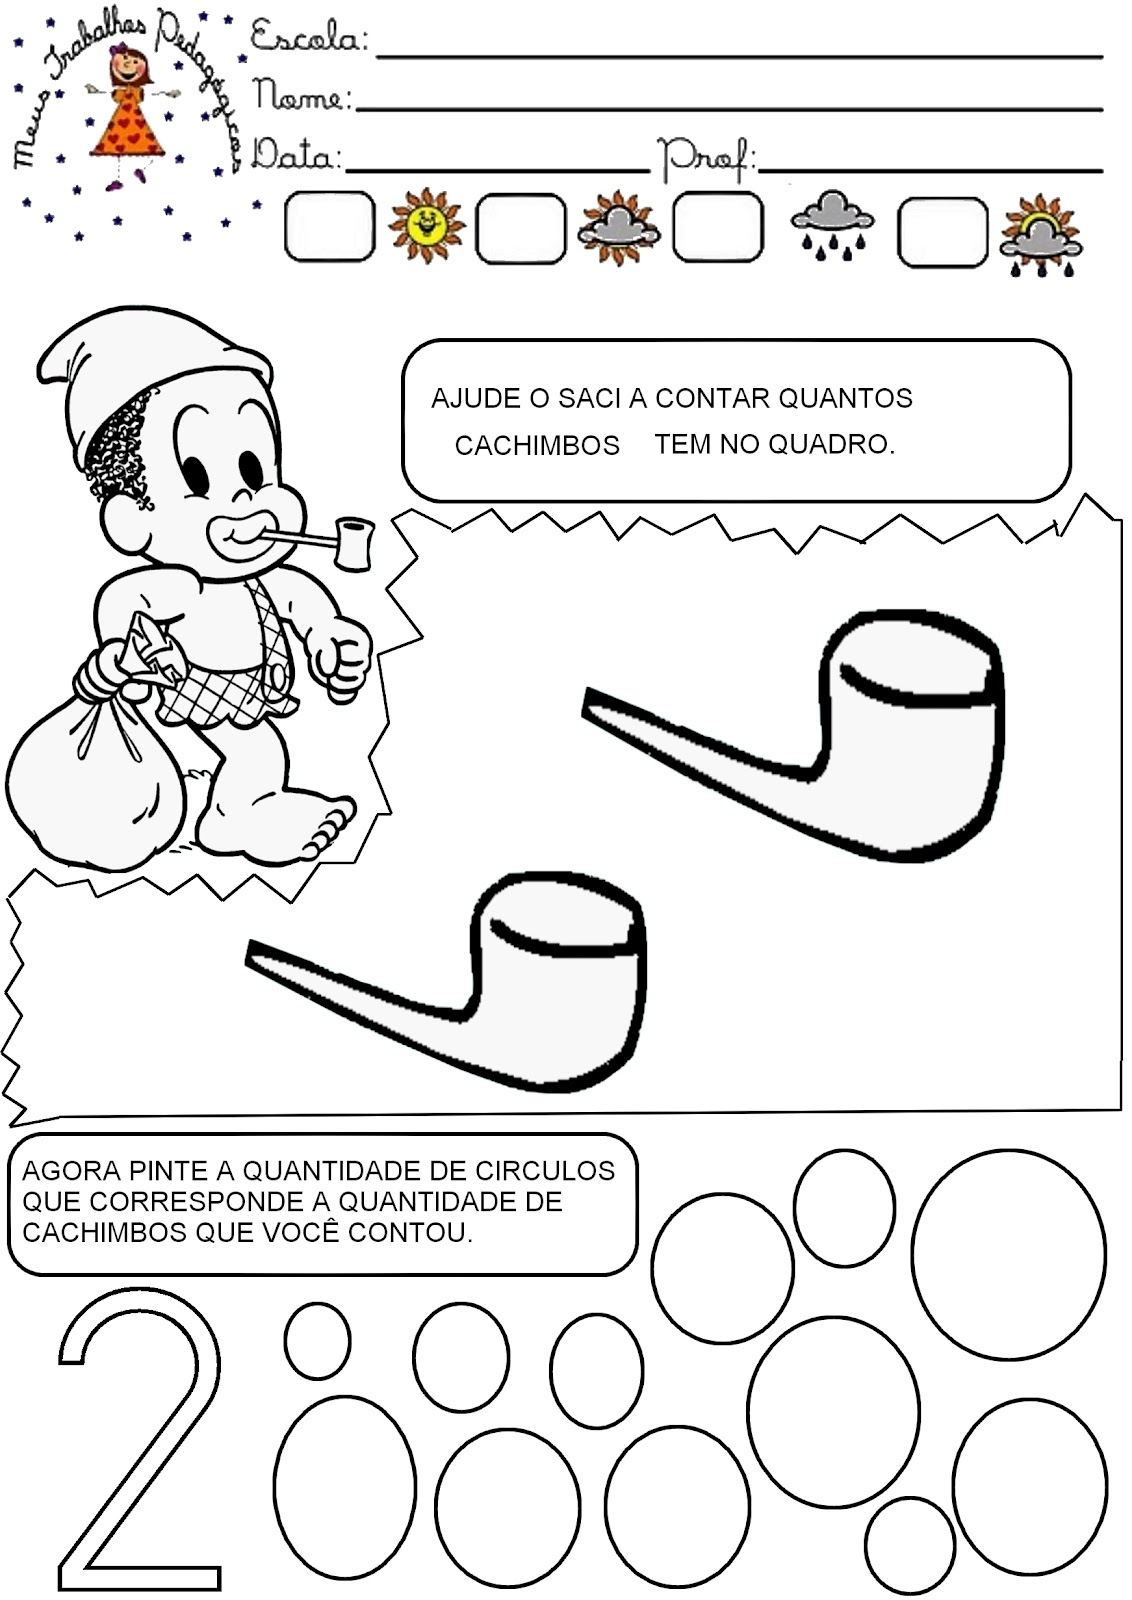 Meus Trabalhos Pedagógicos
Escola:
Nome:
Data: Prof:
AJUDE O SACI A CONTAR QUANTOS
CACHIMBOS TEM NO QUADRO.
AGORA PINTE A QUANTIDADE DE CIRCULOS
QUE CORRESPONDE A QUANTIDADE DE
CACHIMBOS QUE VOCÊ CONTOU.
2